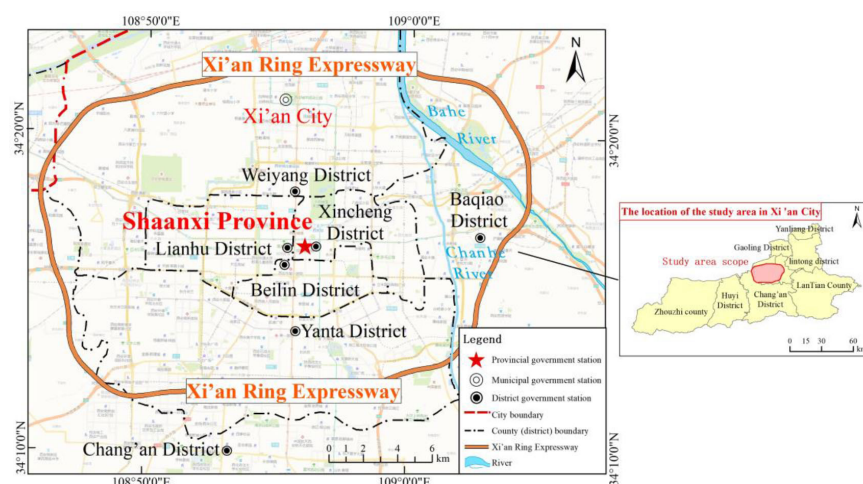 108°50'0"E
109°0'0"E
N
Xi'an Ring Expressway
Xi'an City
Bahe
River
34°20'0"N
34°20'0"N
Weiyang District
Baqiao
District
Shaanxi Province
Xincheng
District
Lianhu District
Chanhe
River
Beilin District
Yanta District
Xi'an Ring Expressway
Chang'an District
34°10'0"N
34°10'0"N
0 2 4 6
km
108°50'0"E
109°0'0"E
Legend
Provincial government station
Municipal government station
District government station
City boundary
County (district) boundary
Xi'an Ring Expressway
River
N
The location of the study area in Xi 'an City
Yanliang District
Gaoling District
Study area scope
lintong district
LanTian County
Huyi
District
Chang'an
District
Zhouzhi county
0 15 30 60
km